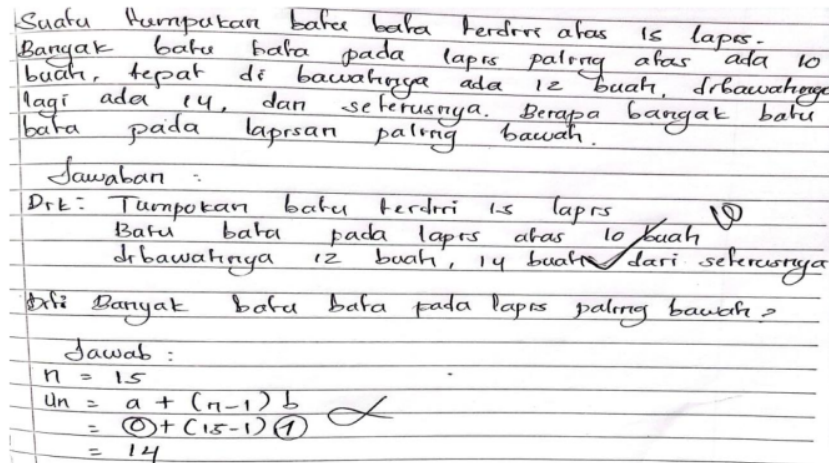 Suatu tumpukan batu bata terdiri atas 15 lapis.
Banyak batu bata pada lapis paling atas ada 10
buah, tepat di bawahnya ada 12 buah, dibawahnya
lagi ada 14, dan seterusnya. Berapa banyak batu
bata pada lapisan paling bawah.
Jawaban :
Dik: Tumpokan batu terdiri 15 lapis
Batu bata pada lapis atas 10 buah
dibawahnya 12 buah, 14 buah dari seterusnya
Dit: Banyak batu bata pada lapis paling bawah?
Jawab :
n = 15
Un = a + (n-1) b
= 0 + (15-1) 1
= 14